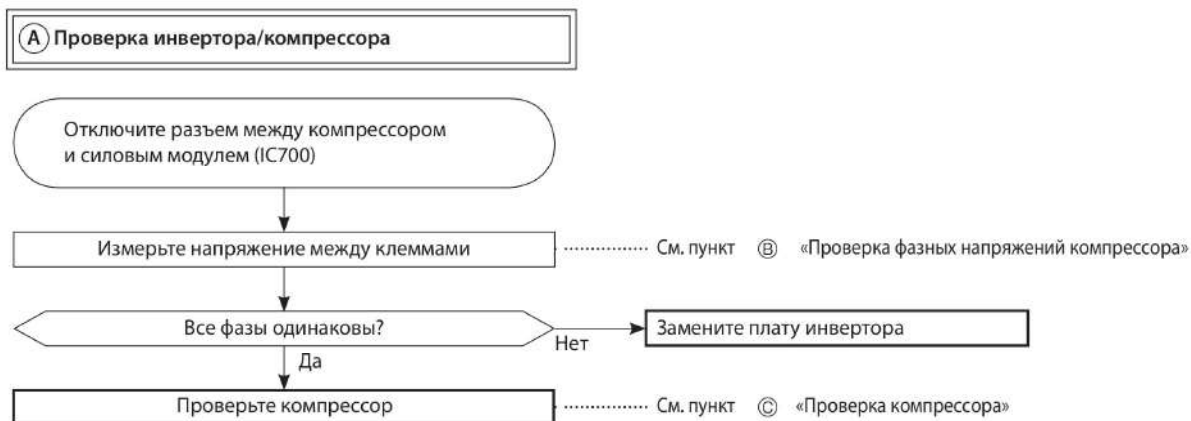 Ⓐ Проверка инвертора/компрессора
Отключите разъем между компрессором
и силовым модулем (IC700)
Измерьте напряжение между клеммами
См. пункт Ⓑ «Проверка фазных напряжений компрессора»
Все фазы одинаковы?
Нет
Замените плату инвертора
Да
Проверьте компрессор
См. пункт Ⓒ «Проверка компрессора»